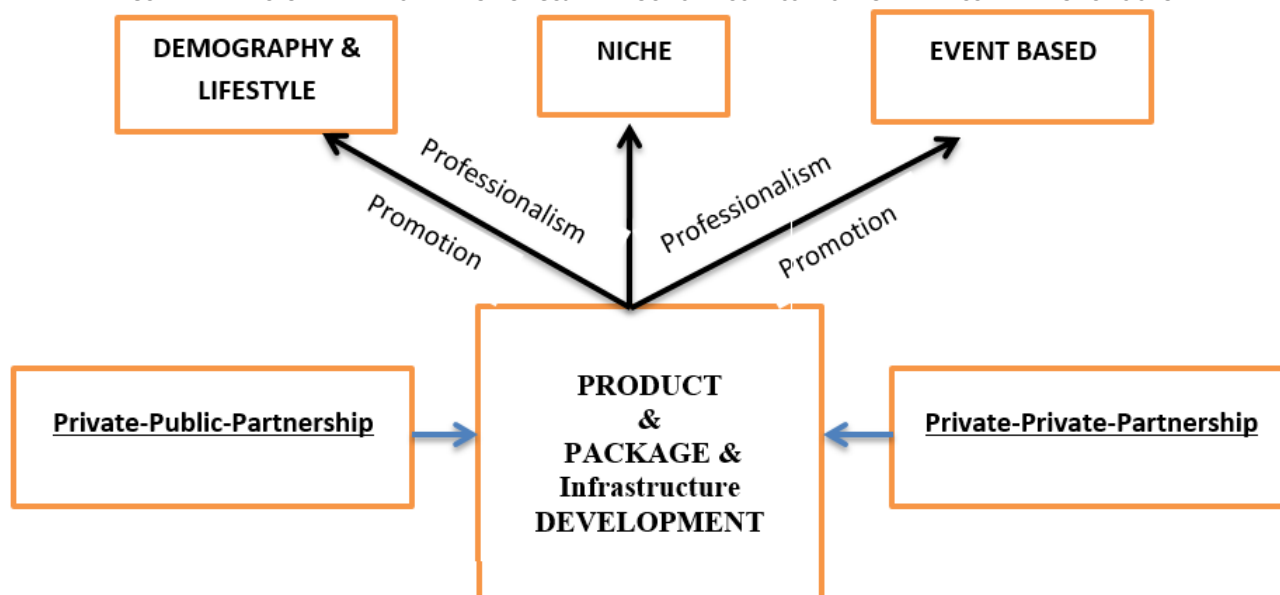 DEMOGRAPHY &
LIFESTYLE
NICHE
EVENT BASED
Professionalism
Promotion
Professionalism
Promotion
Private-Public-Partnership
PRODUCT
&
PACKAGE &
Infrastructure
DEVELOPMENT
Private-Private-Partnership